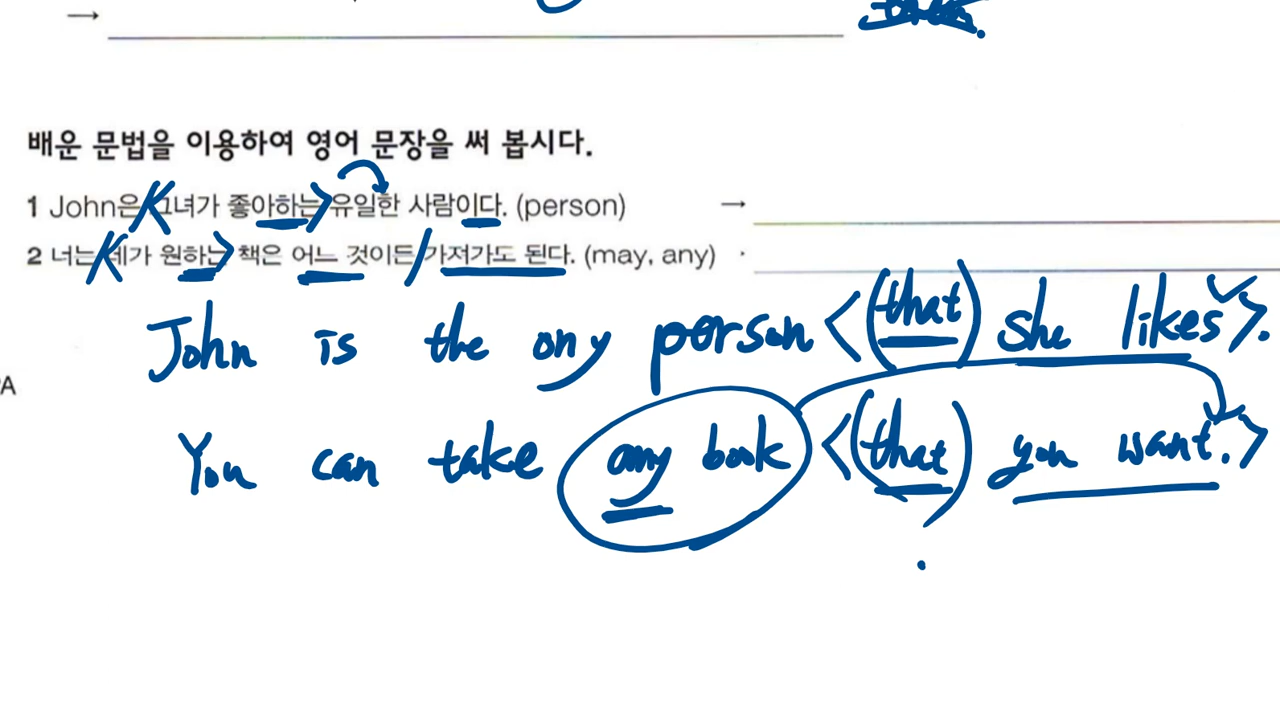 →
배운 문법을 이용하여 영어 문장을 써 봅시다.
1 John은 <그녀가 좋아하는> 유일한 사람이다. (person) →
2 너는 <네가 원하는> 책은 어느 것이든 / 가져가도 된다. (may, any)
John is the ony person <(that) she likes>.
PA
You can take any book <(that) you want.>